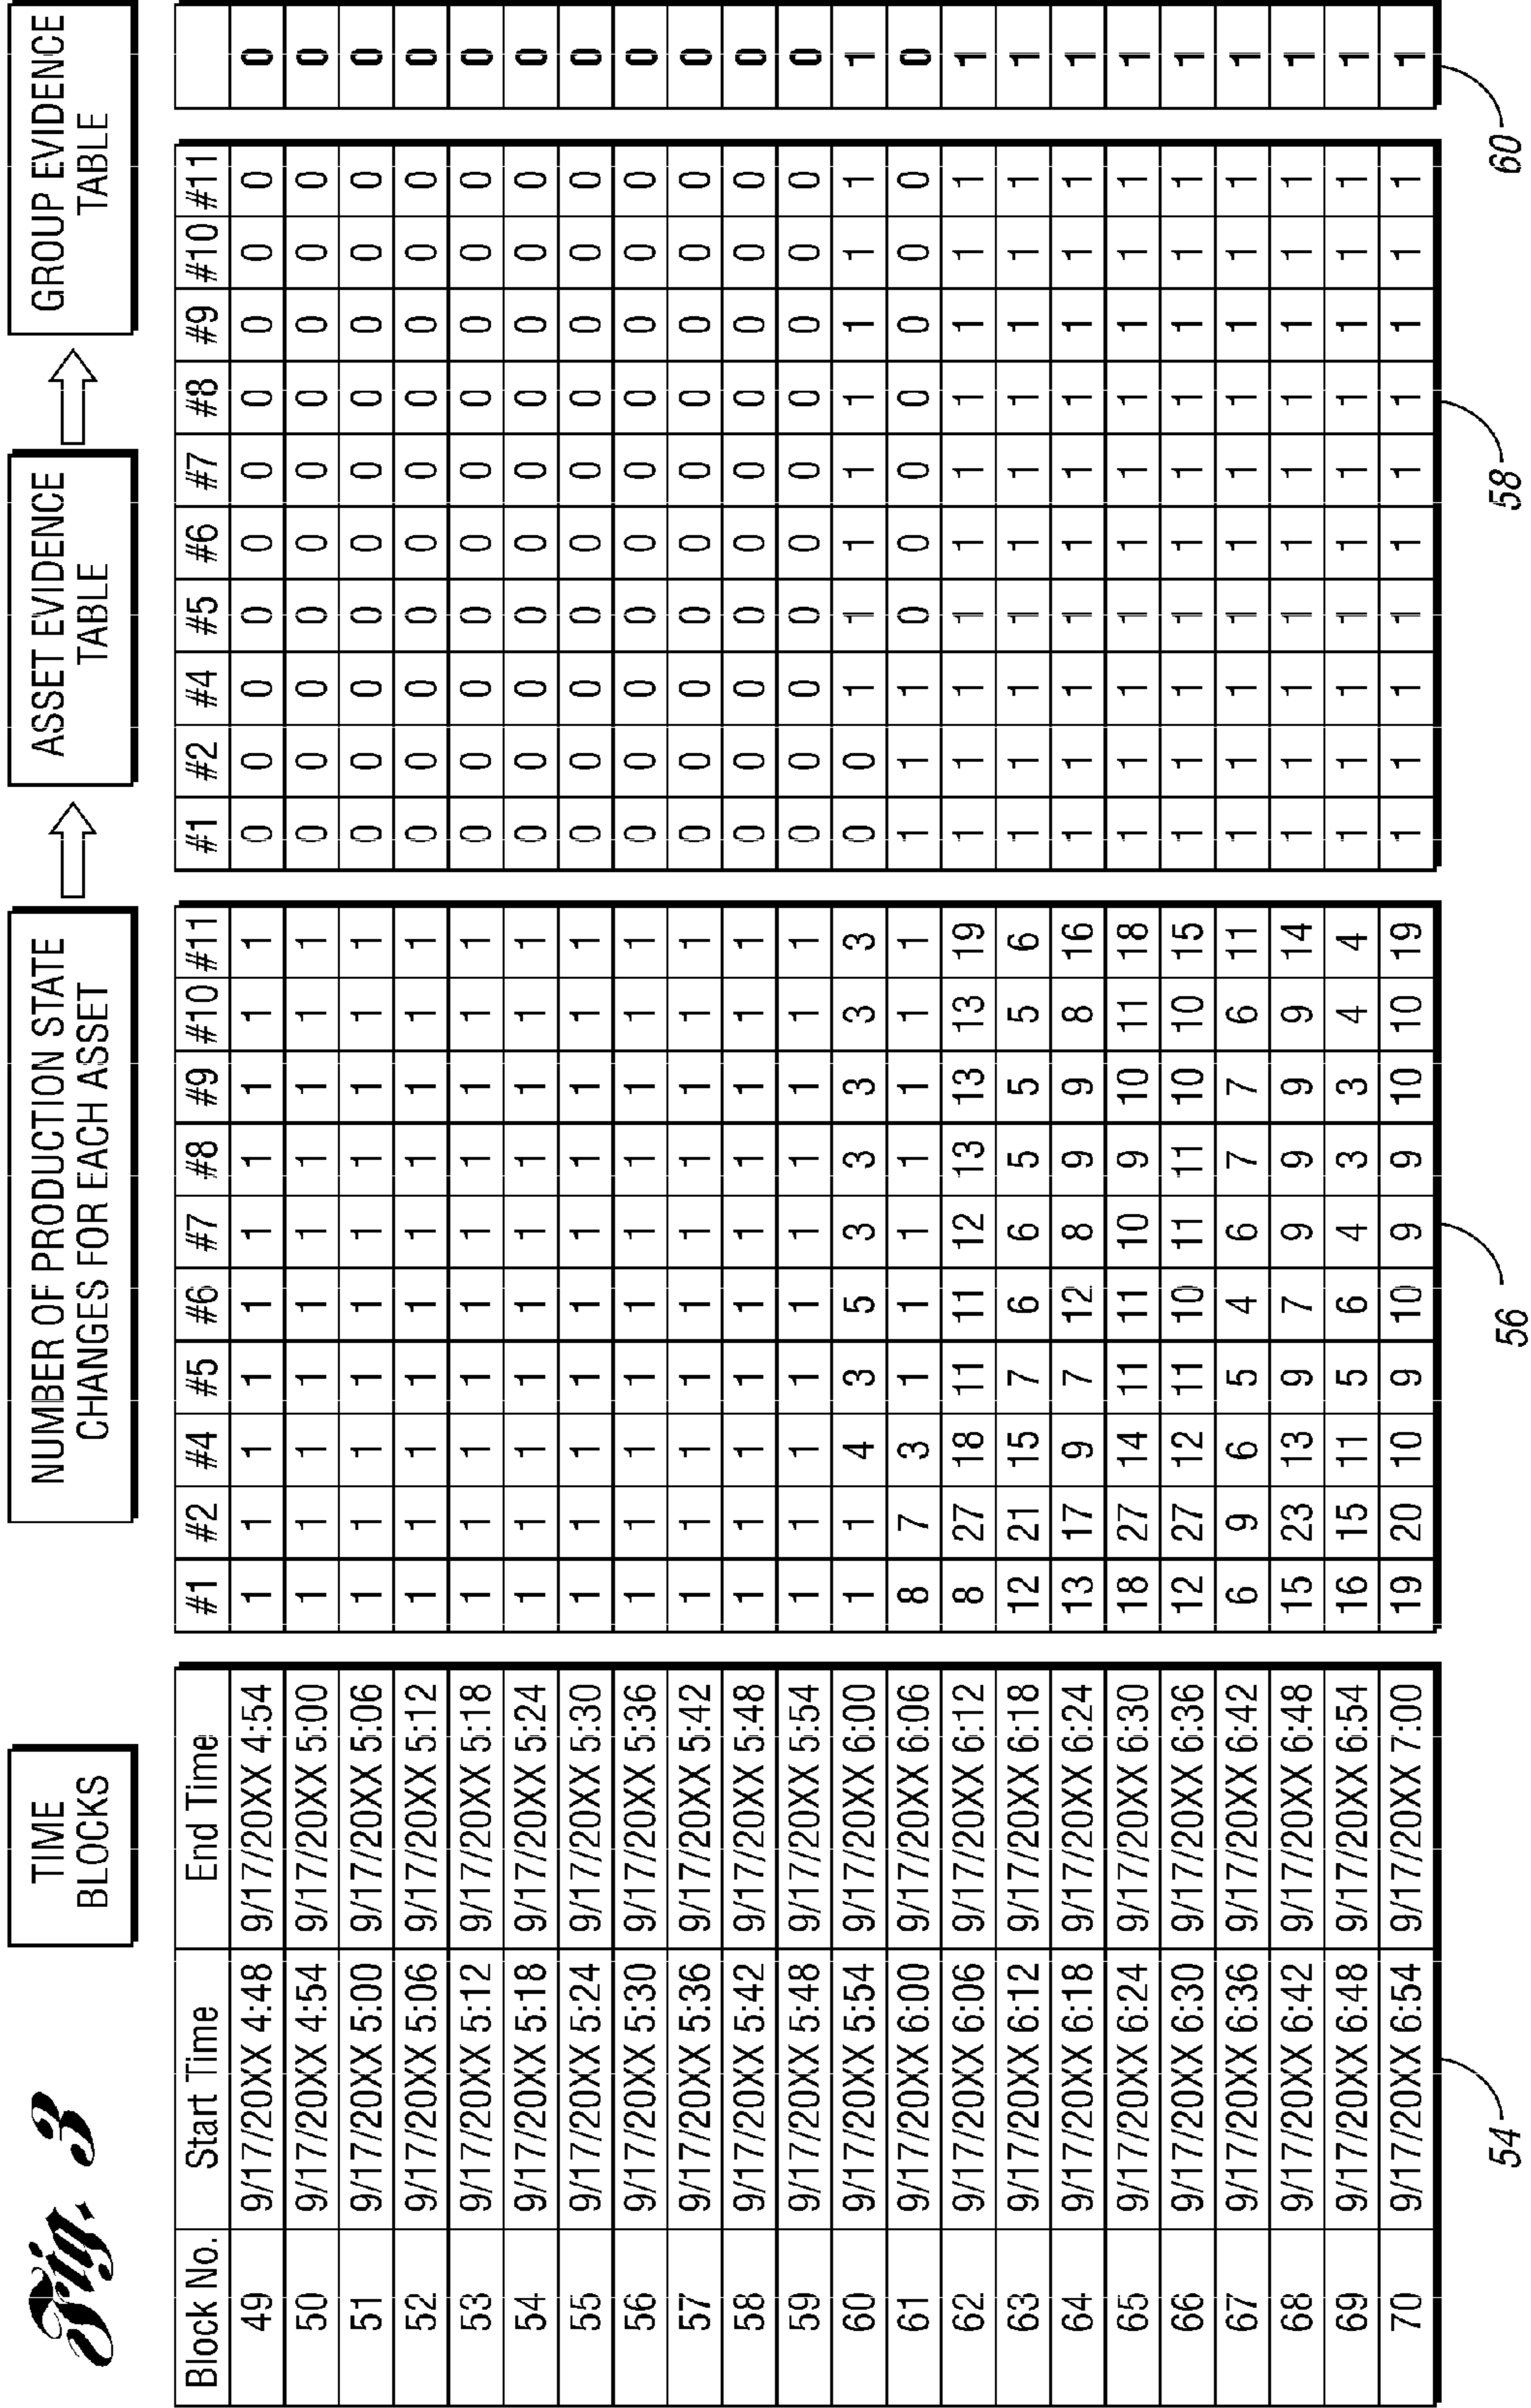 Fig. 3
TIME
BLOCKS
NUMBER OF PRODUCTION STATE
CHANGES FOR EACH ASSET
ASSET EVIDENCE
TABLE
GROUP EVIDENCE
TABLE
Block No. Start Time End Time #1 #2 #4 #5 #6 #7 #8 #9 #10 #11 #1 #2 #4 #5 #6 #7 #8 #9 #10 #11
49 9/17/20XX 4:48 9/17/20XX 4:54 1 1 1 1 1 1 1 1 1 1 0 0 0 0 0 0 0 0 0 0 0
50 9/17/20XX 4:54 9/17/20XX 5:00 1 1 1 1 1 1 1 1 1 1 0 0 0 0 0 0 0 0 0 0 0
51 9/17/20XX 5:00 9/17/20XX 5:06 1 1 1 1 1 1 1 1 1 1 0 0 0 0 0 0 0 0 0 0 0
52 9/17/20XX 5:06 9/17/20XX 5:12 1 1 1 1 1 1 1 1 1 1 0 0 0 0 0 0 0 0 0 0 0
53 9/17/20XX 5:12 9/17/20XX 5:18 1 1 1 1 1 1 1 1 1 1 0 0 0 0 0 0 0 0 0 0 0
54 9/17/20XX 5:18 9/17/20XX 5:24 1 1 1 1 1 1 1 1 1 1 0 0 0 0 0 0 0 0 0 0 0
55 9/17/20XX 5:24 9/17/20XX 5:30 1 1 1 1 1 1 1 1 1 1 0 0 0 0 0 0 0 0 0 0 0
56 9/17/20XX 5:30 9/17/20XX 5:36 1 1 1 1 1 1 1 1 1 1 0 0 0 0 0 0 0 0 0 0 0
57 9/17/20XX 5:36 9/17/20XX 5:42 1 1 1 1 1 1 1 1 1 1 0 0 0 0 0 0 0 0 0 0 0
58 9/17/20XX 5:42 9/17/20XX 5:48 1 1 1 1 1 1 1 1 1 1 0 0 0 0 0 0 0 0 0 0 0
59 9/17/20XX 5:48 9/17/20XX 5:54 1 1 1 1 1 1 1 1 1 1 0 0 0 0 0 0 0 0 0 0 0
60 9/17/20XX 5:54 9/17/20XX 6:00 1 1 4 3 5 3 3 3 3 3 0 0 1 1 1 1 1 1 1 1 1
61 9/17/20XX 6:00 9/17/20XX 6:06 8 7 3 1 1 1 1 1 1 1 1 1 1 0 0 0 0 0 0 0 0
62 9/17/20XX 6:06 9/17/20XX 6:12 8 27 18 11 11 12 13 13 13 19 1 1 1 1 1 1 1 1 1 1 1
63 9/17/20XX 6:12 9/17/20XX 6:18 12 21 15 7 6 6 5 5 5 6 1 1 1 1 1 1 1 1 1 1 1
64 9/17/20XX 6:18 9/17/20XX 6:24 13 17 9 7 12 8 9 9 8 16 1 1 1 1 1 1 1 1 1 1 1
65 9/17/20XX 6:24 9/17/20XX 6:30 18 27 14 11 11 10 9 10 11 18 1 1 1 1 1 1 1 1 1 1 1
66 9/17/20XX 6:30 9/17/20XX 6:36 12 27 12 11 10 11 11 10 10 15 1 1 1 1 1 1 1 1 1 1 1
67 9/17/20XX 6:36 9/17/20XX 6:42 6 9 6 5 4 6 7 7 6 11 1 1 1 1 1 1 1 1 1 1 1
68 9/17/20XX 6:42 9/17/20XX 6:48 15 23 13 9 7 9 9 9 9 14 1 1 1 1 1 1 1 1 1 1 1
69 9/17/20XX 6:48 9/17/20XX 6:54 16 15 11 5 6 4 3 3 4 4 1 1 1 1 1 1 1 1 1 1 1
70 9/17/20XX 6:54 9/17/20XX 7:00 19 20 10 9 10 9 9 10 10 19 1 1 1 1 1 1 1 1 1 1 1
54 56 58 60